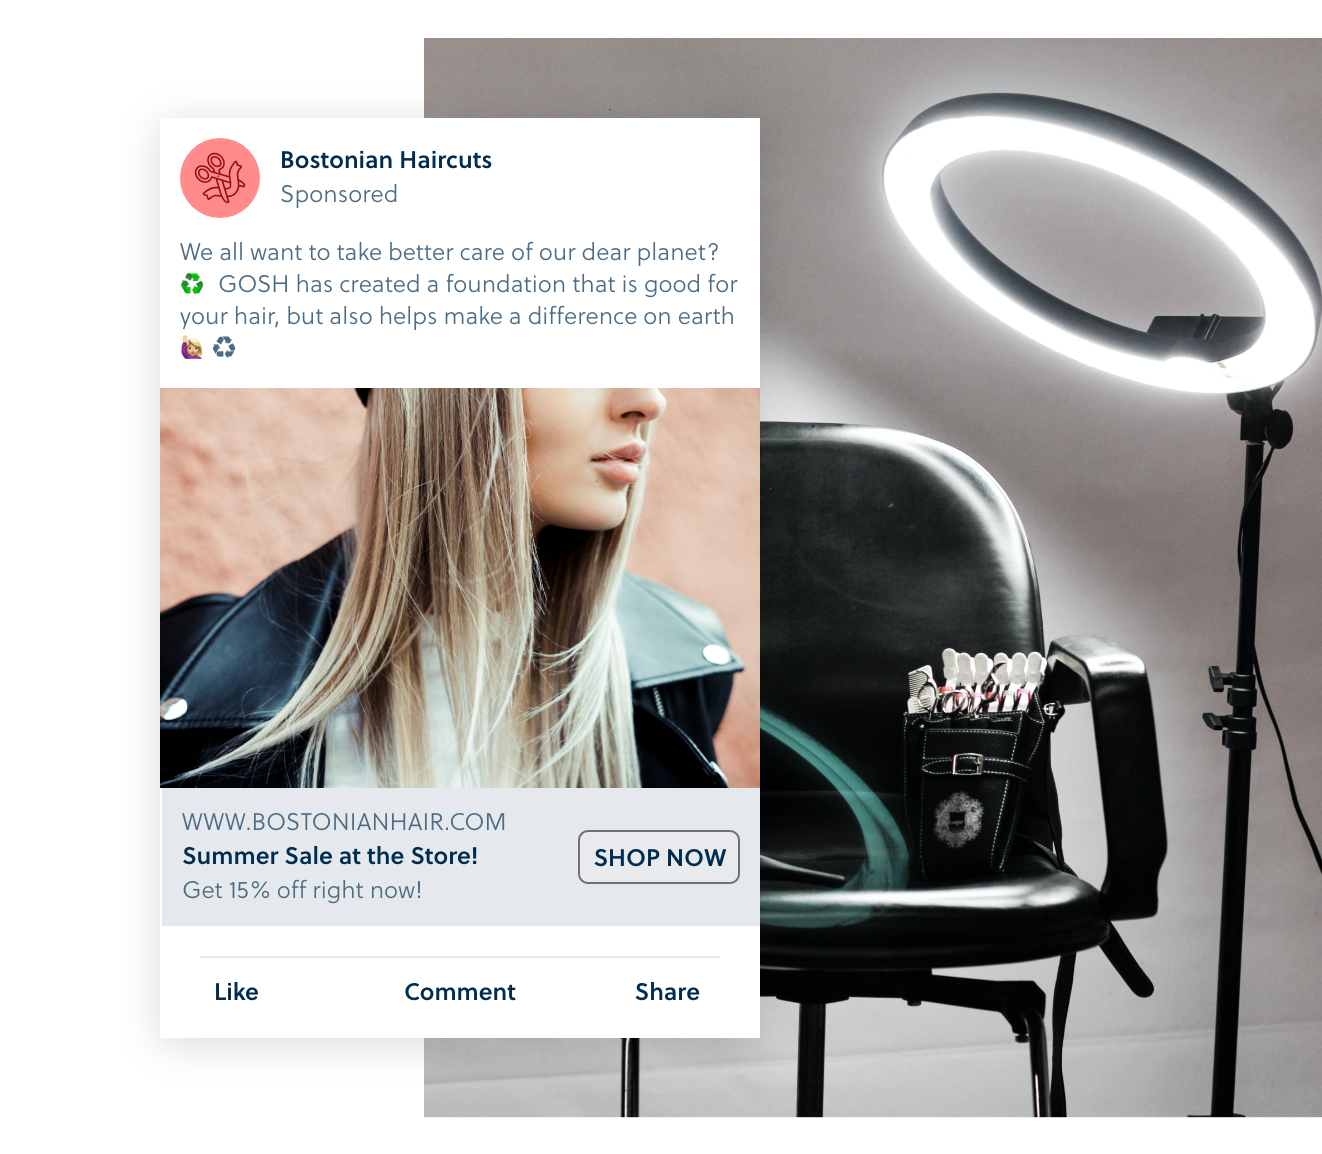 Bostonian Haircuts
Sponsored
We all want to take better care of our dear planet?
♻️ GOSH has created a foundation that is good for
your hair, but also helps make a difference on earth
🙋🏼‍♀️ ♻
WWW.BOSTONIANHAIR.COM
Summer Sale at the Store!
Get 15% off right now!
SHOP NOW
Like
Comment
Share